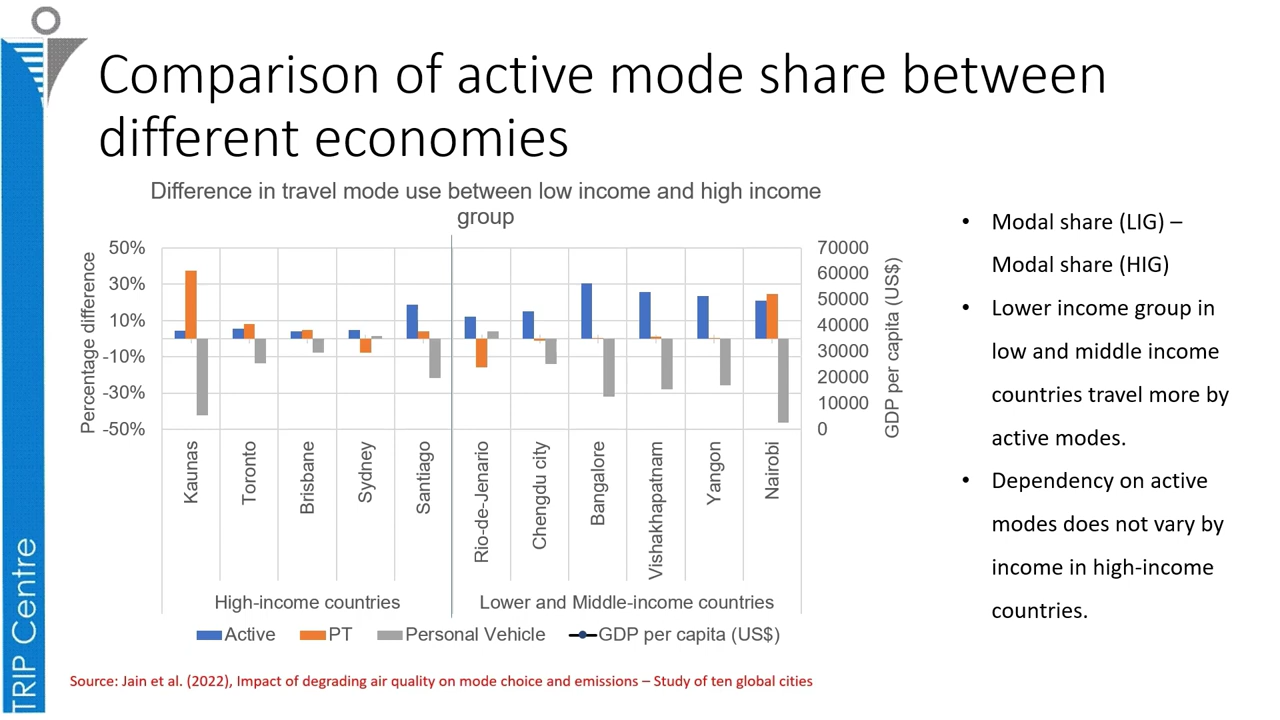 Comparison of active mode share between
different economies
Difference in travel mode use between low income and high income
group
Percentage difference
50%
30%
10%
-10%
-30%
-50%
70000
60000
50000
40000
30000
20000
10000
0
GDP per capita (US$)
Kaunas
Toronto
Brisbane
Sydney
Santiago
Rio-de-Jenario
Chengdu city
Bangalore
Vishakhapatnam
Yangon
Nairobi
High-income countries
Lower and Middle-income countries
Active
PT
Personal Vehicle
GDP per capita (US$)
• Modal share (LIG) –
Modal share (HIG)
• Lower income group in
low and middle income
countries travel more by
active modes.
• Dependency on active
modes does not vary by
income in high-income
countries.
Source: Jain et al. (2022), Impact of degrading air quality on mode choice and emissions – Study of ten global cities
TRIP Centre